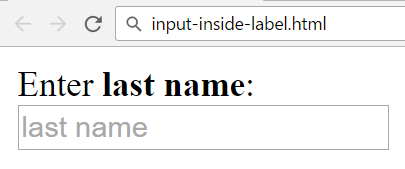 input-inside-label.html
Enter last name:
last name